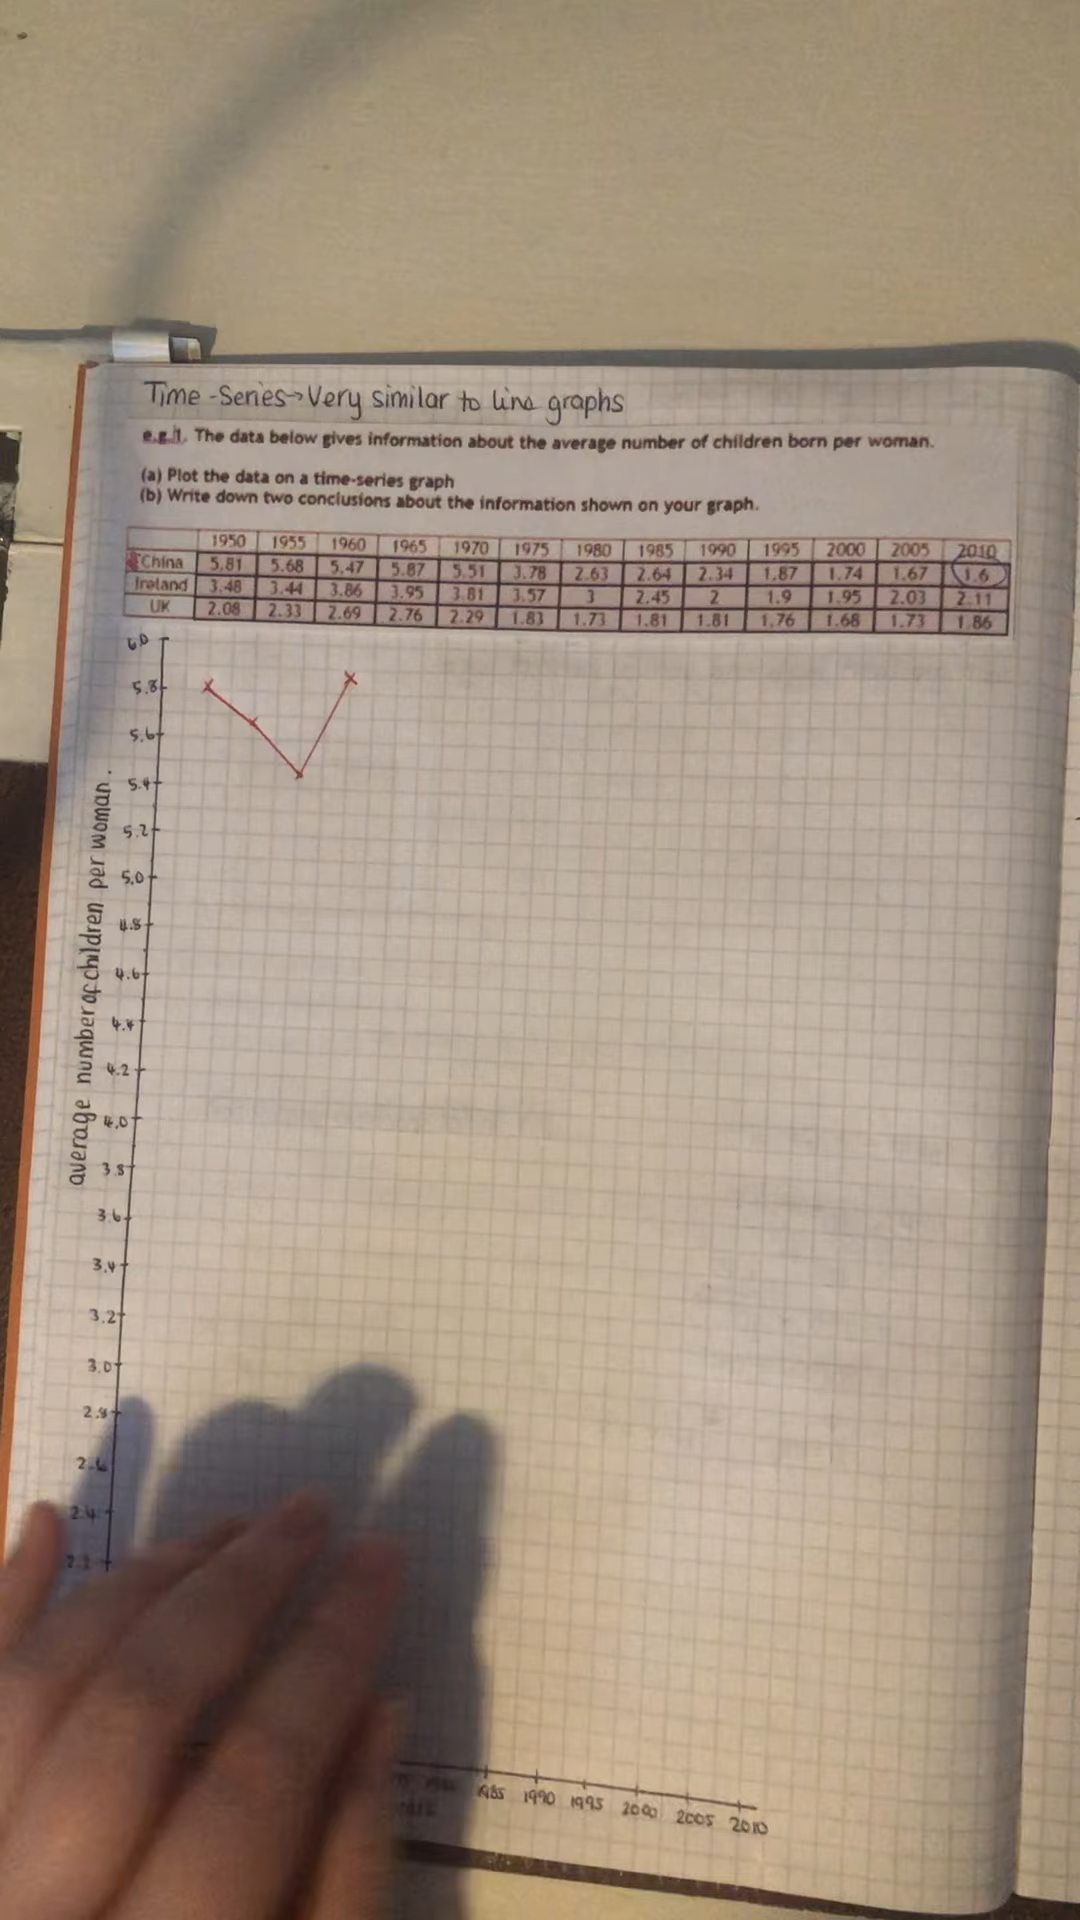 Time-Series→Very similar to line graphs
e.g.1. The data below gives information about the average number of children born per woman.
(a) Plot the data on a time-series graph
(b) Write down two conclusions about the information shown on your graph.
1950 1955 1960 1965 1970 1975 1980 1985 1990 1995 2000 2005 2010
China 5.81 5.68 5.47 5.87 5.51 3.78 2.63 2.64 2.34 1.87 1.74 1.67 1.6
Ireland 3.48 3.44 3.86 3.95 3.81 3.57 3 2.45 2 1.9 1.95 2.03 2.11
UK 2.08 2.33 2.69 2.76 2.29 1.83 1.73 1.81 1.81 1.76 1.68 1.73 1.86
6.0
5.8
5.6
5.4
5.2
5.0
4.8
4.6
4.4
4.2
4.0
3.8
3.6
3.4
3.2
3.0
2.8
2.6
2.4
2.2
average number of children per woman.
1985 1990 1995 2000 2005 2010